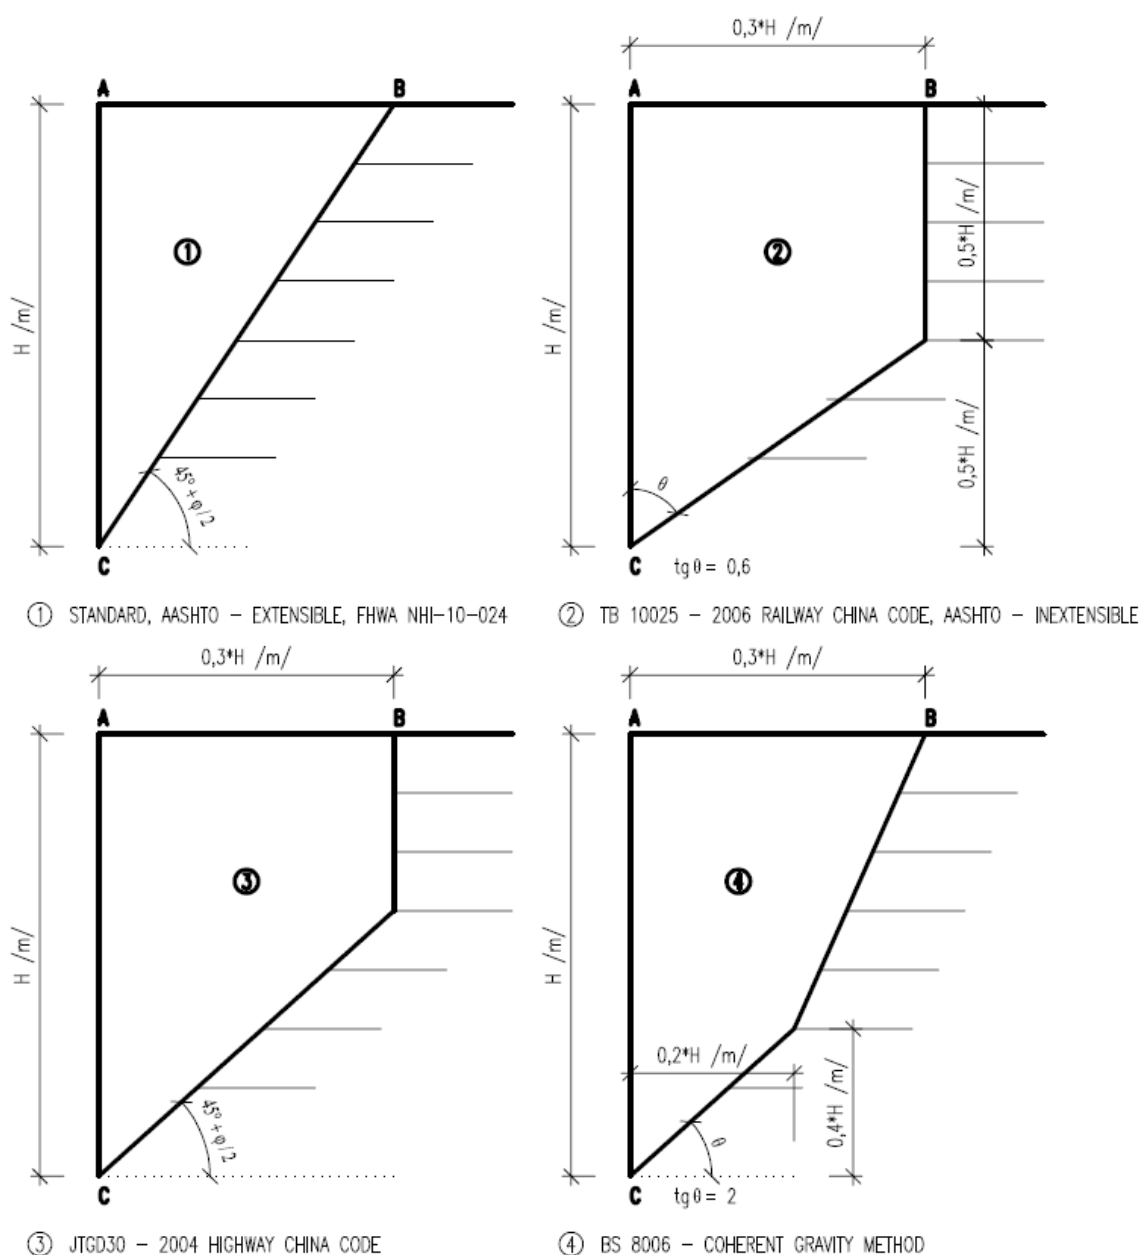 0,3*H /m/
A
B
A
B
H /m/
①
45° + φ/2
C
H /m/
②
0,5*H /m/
0,5*H /m/
θ
C
tg θ = 0,6
① STANDARD, AASHTO – EXTENSIBLE, FHWA NHI–10–024
② TB 10025 – 2006 RAILWAY CHINA CODE, AASHTO – INEXTENSIBLE
0,3*H /m/
0,3*H /m/
A
B
A
B
H /m/
③
45° + φ/2
C
H /m/
④
0,2*H /m/
0,4*H /m/
θ
C
tg θ = 2
③ JTGD30 – 2004 HIGHWAY CHINA CODE
④ BS 8006 – COHERENT GRAVITY METHOD